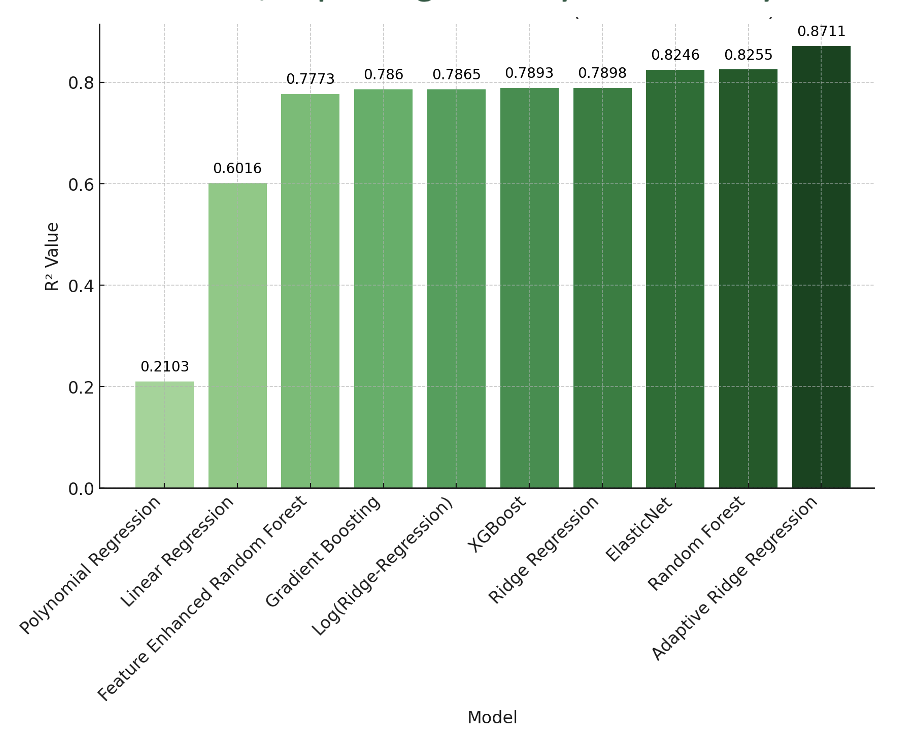 0.2103
0.6016
0.7773
0.786
0.7865
0.7893
0.7898
0.8246
0.8255
0.8711
R² Value
0.8
0.6
0.4
0.2
0.0
Polynomial Regression
Linear Regression
Feature Enhanced Random Forest
Gradient Boosting
Log(Ridge-Regression)
XGBoost
Ridge Regression
ElasticNet
Random Forest
Adaptive Ridge Regression
Model